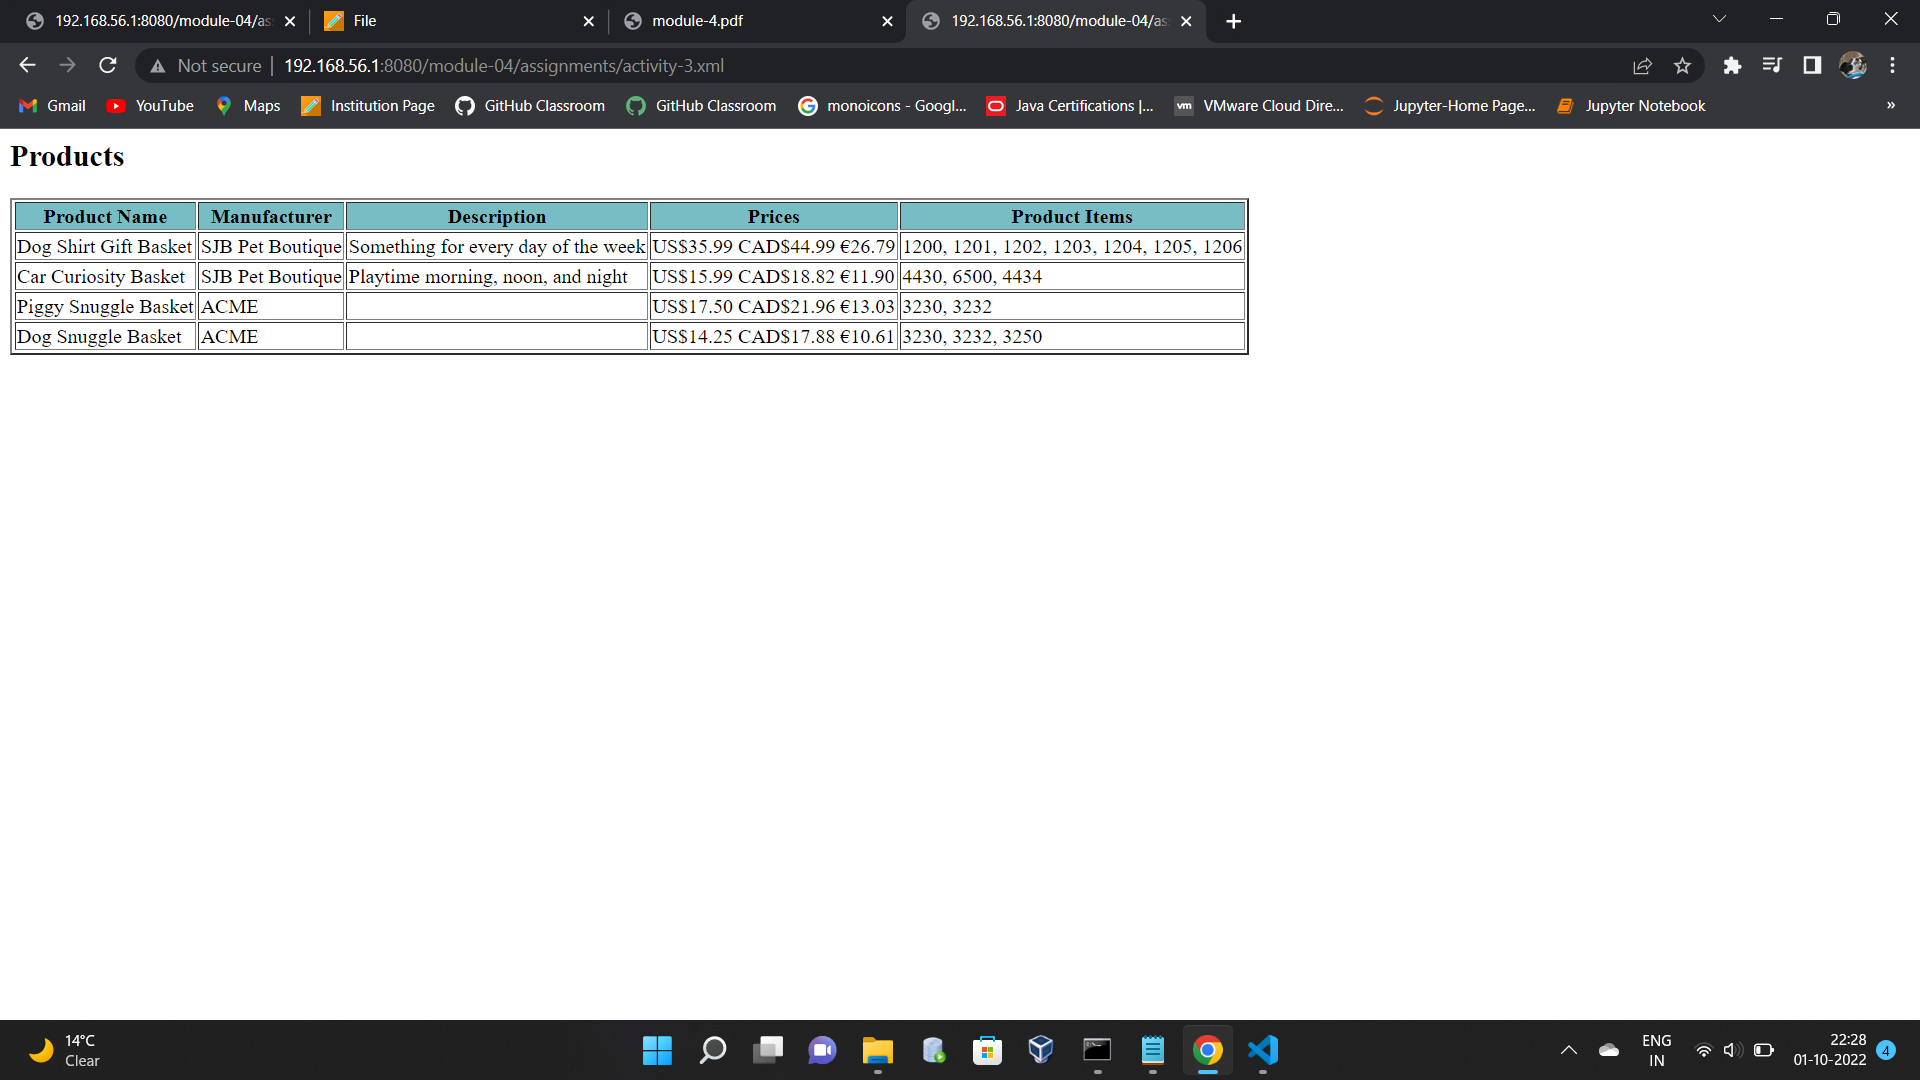 192.168.56.1:8080/module-04/as
File
module-4.pdf
192.168.56.1:8080/module-04/as
Not secure
192.168.56.1:8080/module-04/assignments/activity-3.xml
Gmail
YouTube
Maps
Institution Page
GitHub Classroom
GitHub Classroom
monoicons - Googl...
Java Certifications |...
vm
VMware Cloud Dire...
Jupyter-Home Page...
Jupyter Notebook
»
Products
Product Name Manufacturer Description Prices Product Items
Dog Shirt Gift Basket SJB Pet Boutique Something for every day of the week US$35.99 CAD$44.99 €26.79 1200, 1201, 1202, 1203, 1204, 1205, 1206
Car Curiosity Basket SJB Pet Boutique Playtime morning, noon, and night US$15.99 CAD$18.82 €11.90 4430, 6500, 4434
Piggy Snuggle Basket ACME US$17.50 CAD$21.96 €13.03 3230, 3232
Dog Snuggle Basket ACME US$14.25 CAD$17.88 €10.61 3230, 3232, 3250
14°C
Clear
ENG
IN
22:28
01-10-2022
4